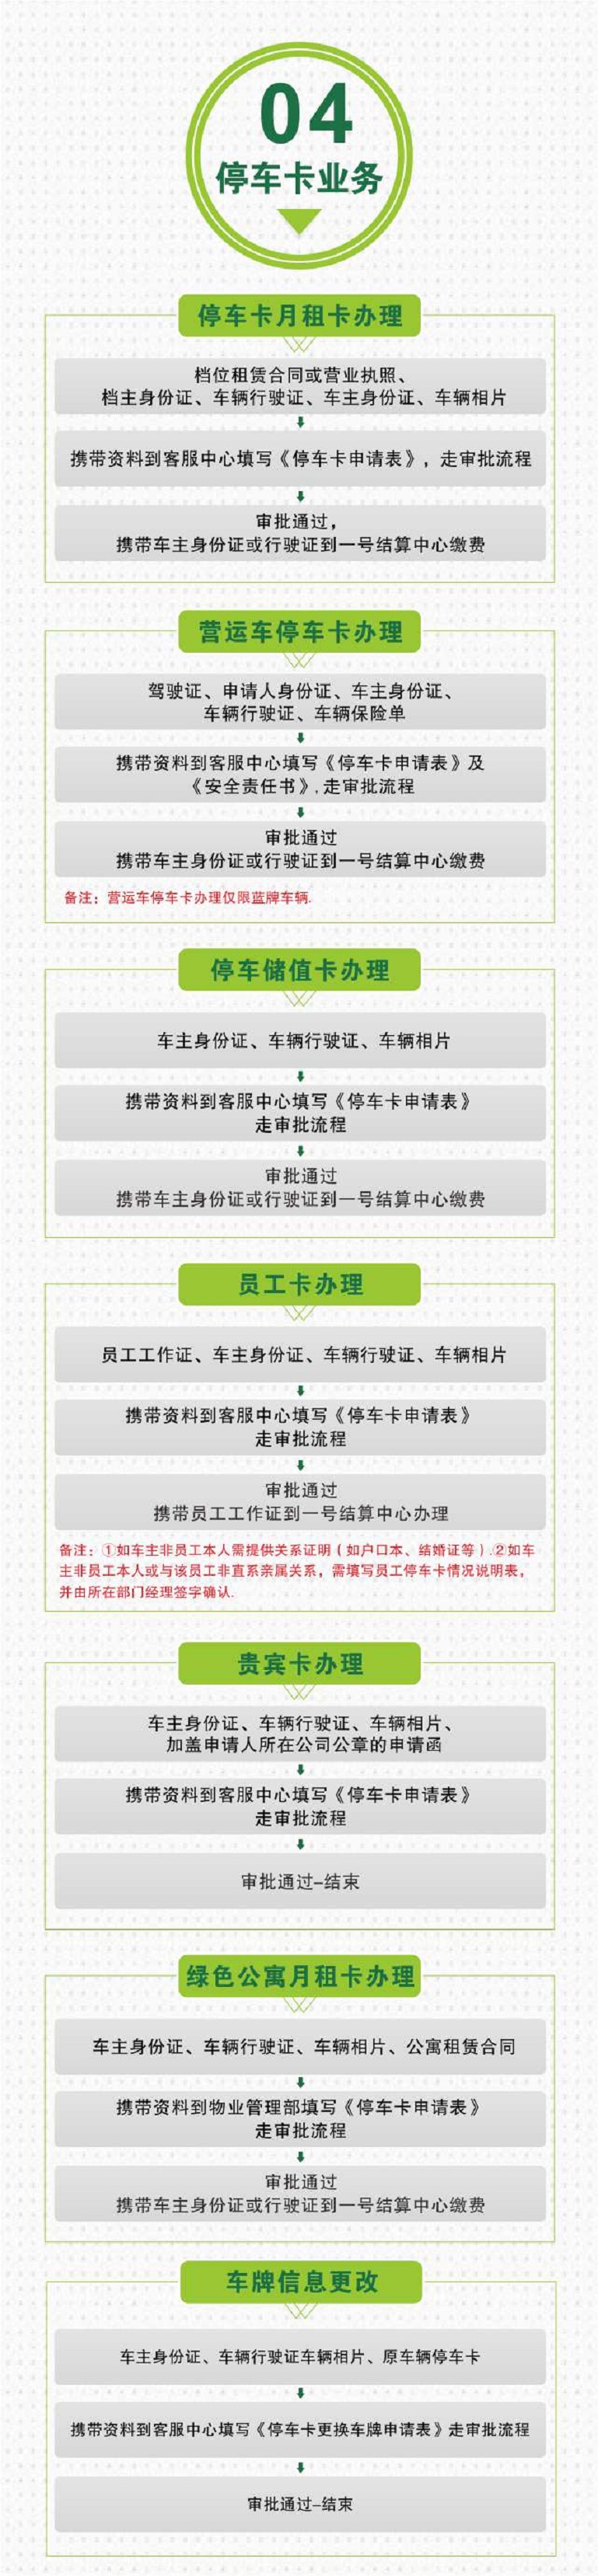 04
停车卡业务
停车卡月租卡办理
档位租赁合同或营业执照、
档主身份证、车辆行驶证、车主身份证、车辆相片
携带资料到客服中心填写《停车卡申请表》，走审批流程
审批通过，
携带车主身份证或行驶证到一号结算中心缴费
营运车停车卡办理
驾驶证、申请人身份证、车主身份证、
车辆行驶证、车辆保险单
携带资料到客服中心填写《停车卡申请表》及
《安全责任书》.走审批流程
审批通过
携带车主身份证或行驶证到一号结算中心缴费
备注：营运车停车卡办理仅限蓝牌车辆.
停车储值卡办理
车主身份证、车辆行驶证、车辆相片
携带资料到客服中心填写《停车卡申请表》
走审批流程
审批通过
携带车主身份证或行驶证到一号结算中心缴费
员工卡办理
员工工作证、车主身份证、车辆行驶证、车辆相片
携带资料到客服中心填写《停车卡申请表》
走审批流程
审批通过
携带员工工作证到一号结算中心办理
备注：①如车主非员工本人需提供关系证明（如户口本、结婚证等）.②如车
主非员工本人或与该员工非直系亲属关系，需填写员工停车卡情况说明表，
并由所在部门经理签字确认.
贵宾卡办理
车主身份证、车辆行驶证、车辆相片、
加盖申请人所在公司公章的申请函
携带资料到客服中心填写《停车卡申请表》
走审批流程
审批通过–结束
绿色公寓月租卡办理
车主身份证、车辆行驶证、车辆相片、公寓租赁合同
携带资料到物业管理部填写《停车卡申请表》
走审批流程
审批通过
携带车主身份证或行驶证到一号结算中心缴费
车牌信息更改
车主身份证、车辆行驶证车辆相片、原车辆停车卡
携带资料到客服中心填写《停车卡更换车牌申请表》走审批流程
审批通过–结束